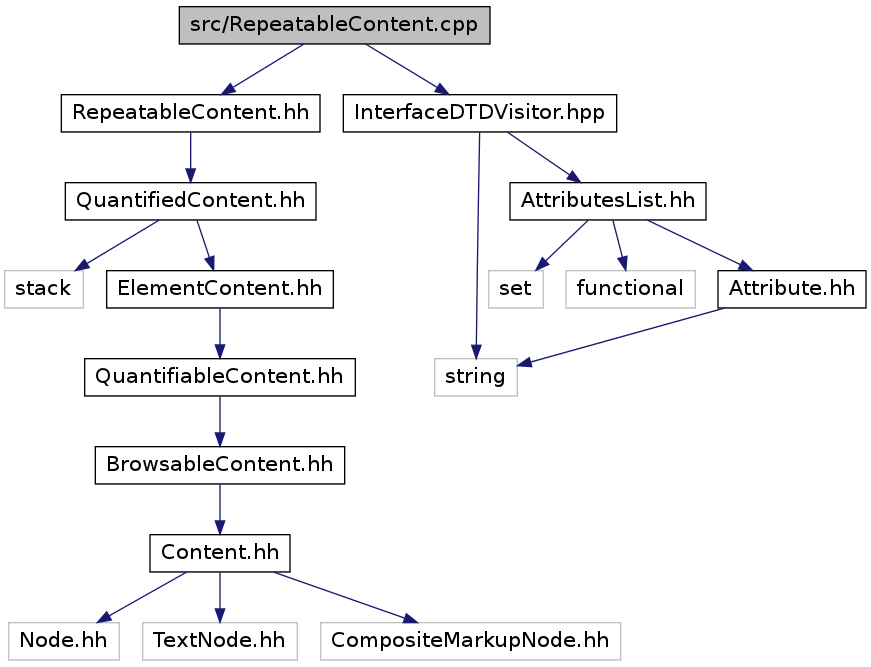 src/RepeatableContent.cpp
RepeatableContent.hh
InterfaceDTDVisitor.hpp
QuantifiedContent.hh
AttributesList.hh
stack
ElementContent.hh
set
functional
Attribute.hh
QuantifiableContent.hh
string
BrowsableContent.hh
Content.hh
Node.hh
TextNode.hh
CompositeMarkupNode.hh